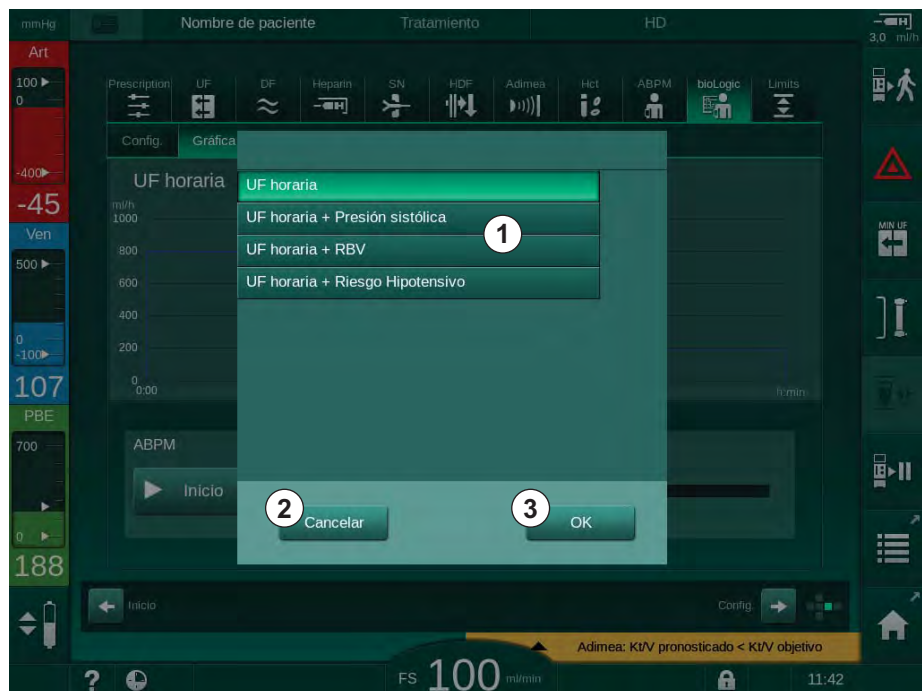 mmHg Nombre de paciente Tratamiento HD 3,0 ml/h
Art
100
0
-400
-45
Ven
500
0
-100
107
PBE
700
0
188
Prescription UF DF Heparin SN HDF Adimea Hct ABPM bioLogic Limits
Config. Gráfica
UF horaria
ml/h
1000
800
600
400
200
0
0:00 h:min
UF horaria
UF horaria + Presión sistólica
1
UF horaria + RBV
UF horaria + Riesgo Hipotensivo
ABPM
Inicio
2 Cancelar
3 OK
MIN UF
Inicio Config.
Adimea: Kt/V pronosticado < Kt/V objetivo
? FS 100 ml/min 11:42